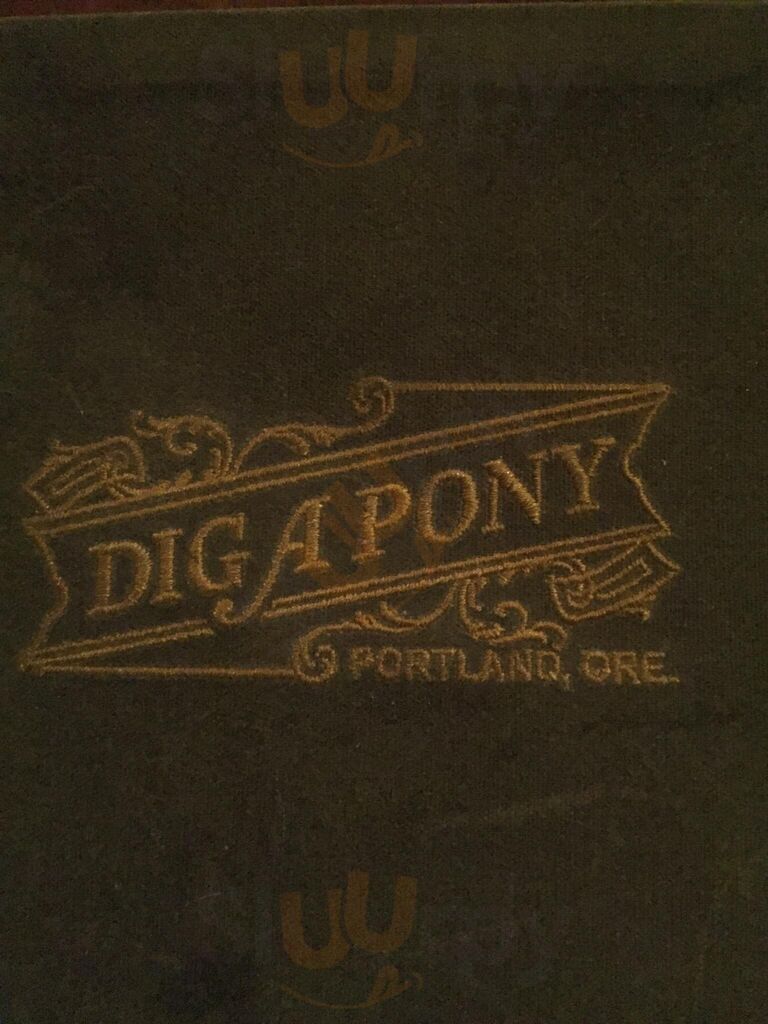 DIG A PONY
PORTLAND, ORE.